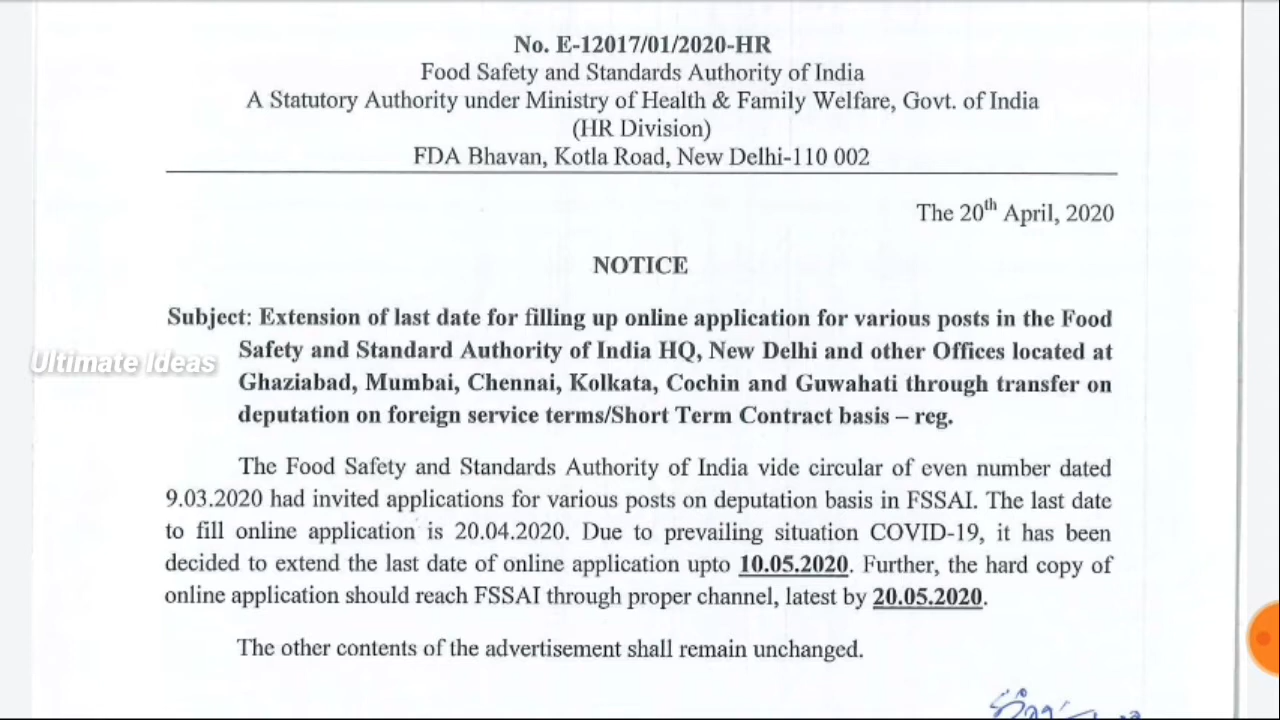 No. E-12017/01/2020-HR
Food Safety and Standards Authority of India
A Statutory Authority under Ministry of Health & Family Welfare, Govt. of India
(HR Division)
FDA Bhavan, Kotla Road, New Delhi-110 002
The 20th April, 2020
NOTICE
Subject: Extension of last date for filling up online application for various posts in the Food
Safety and Standard Authority of India HQ, New Delhi and other Offices located at
Ultimate Ideas
Ghaziabad, Mumbai, Chennai, Kolkata, Cochin and Guwahati through transfer on
deputation on foreign service terms/Short Term Contract basis – reg.
The Food Safety and Standards Authority of India vide circular of even number dated
9.03.2020 had invited applications for various posts on deputation basis in FSSAI. The last date
to fill online application is 20.04.2020. Due to prevailing situation COVID-19, it has been
decided to extend the last date of online application upto 10.05.2020. Further, the hard copy of
online application should reach FSSAI through proper channel, latest by 20.05.2020.
The other contents of the advertisement shall remain unchanged.